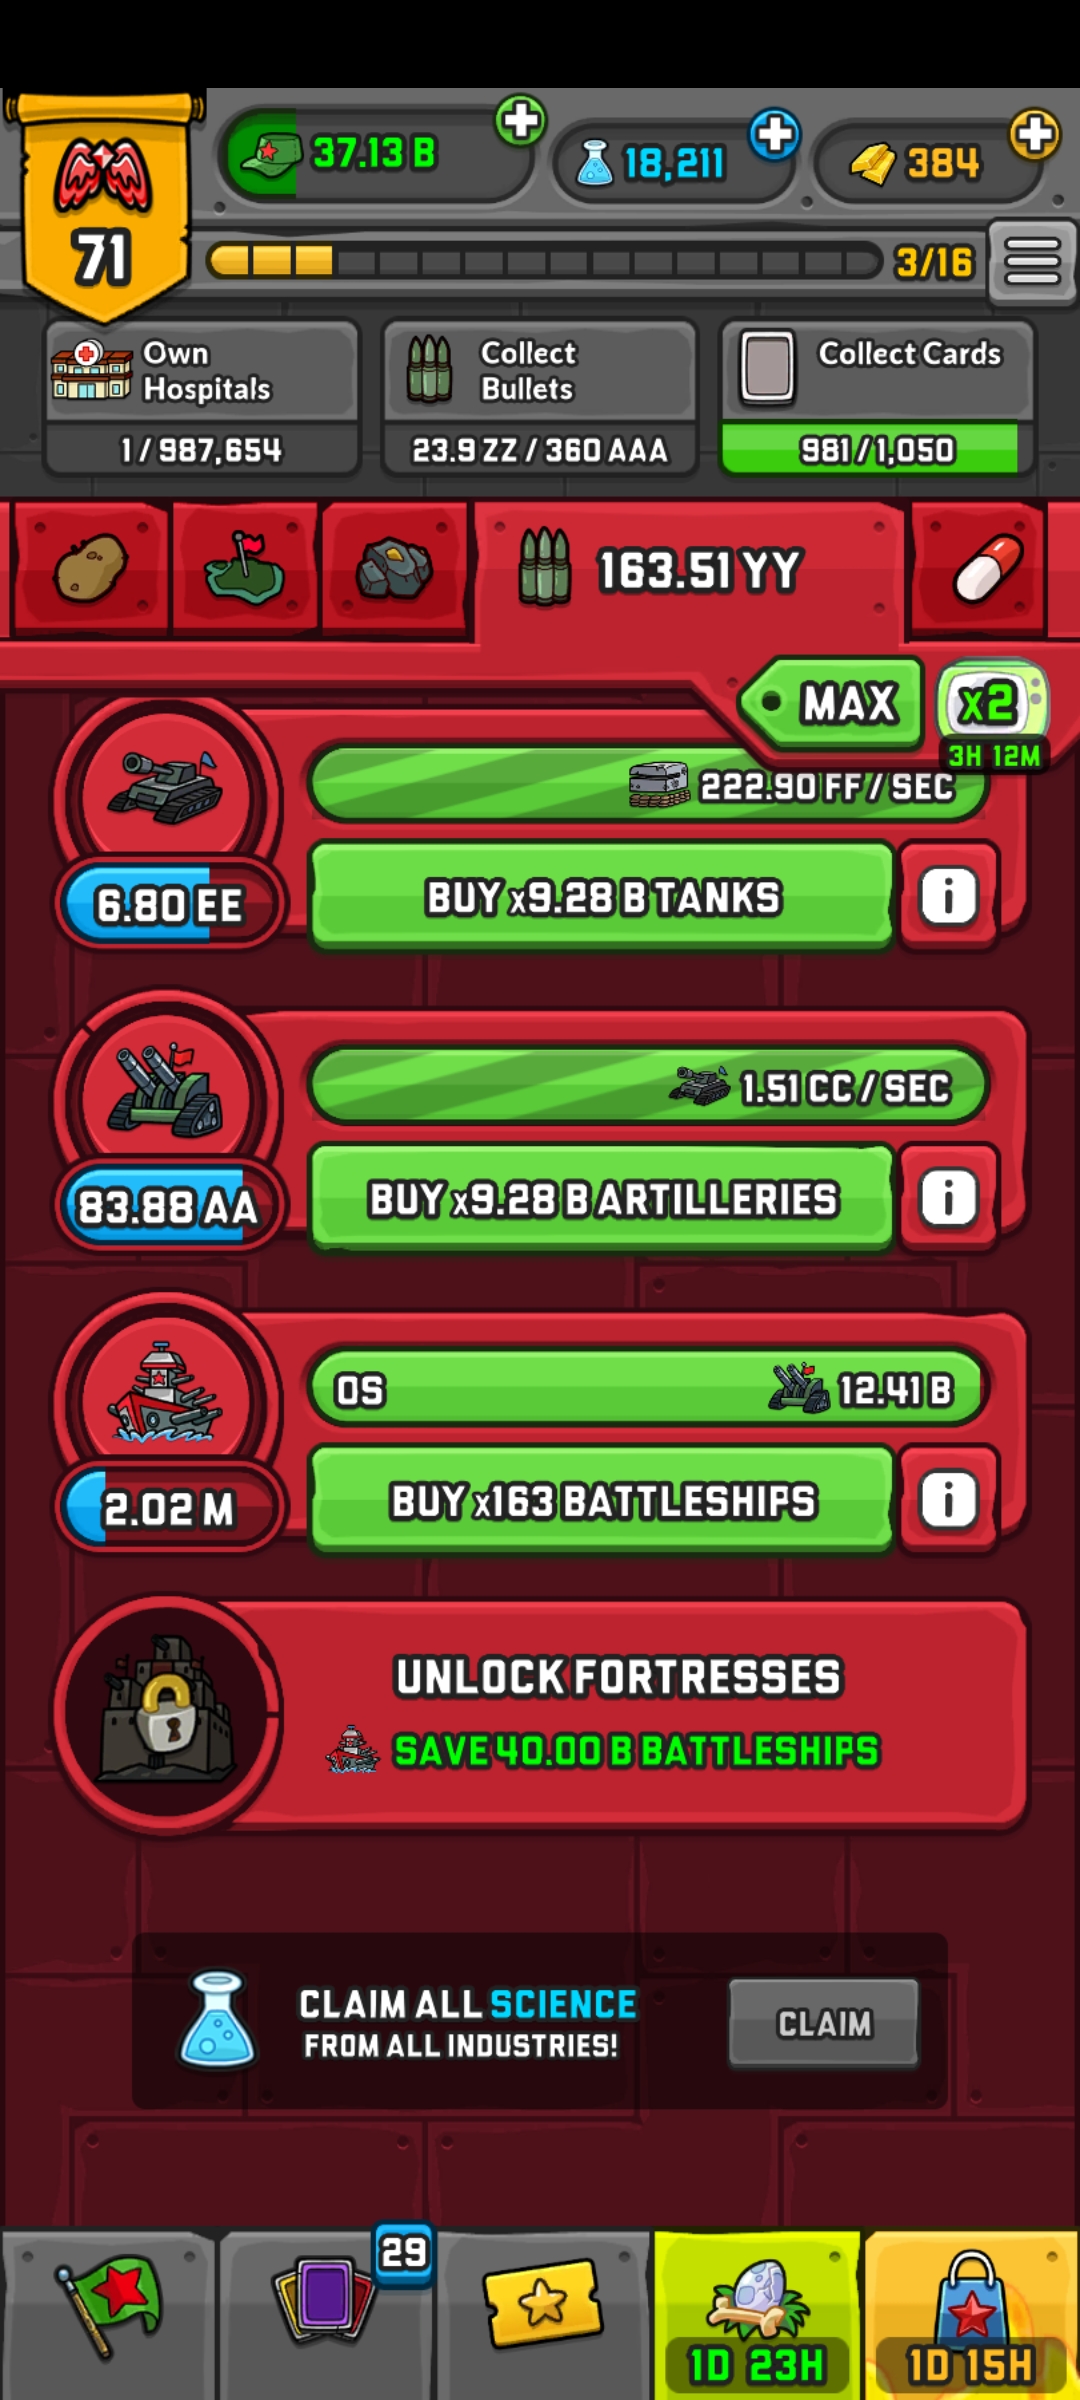 37.13 B
18,211
384
71
3/16
Own
Hospitals
1 / 987,654
Collect
Bullets
23.9 ZZ / 360 AAA
Collect Cards
981 / 1,050
163.51 YY
MAX
x2
3H 12M
222.90 FF / SEC
6.80 EE
BUY x9.28 B TANKS
i
1.51 CC / SEC
83.88 AA
BUY x9.28 B ARTILLERIES
i
0S
12.41 B
2.02 M
BUY x163 BATTLESHIPS
i
UNLOCK FORTRESSES
SAVE 40.00 B BATTLESHIPS
CLAIM ALL SCIENCE
FROM ALL INDUSTRIES!
CLAIM
29
1D 23H
1D 15H